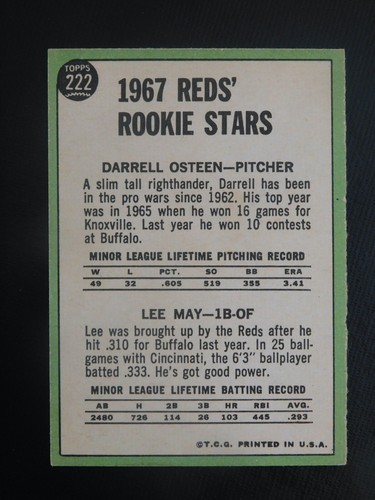 TOPPS
222
1967 REDS'
ROOKIE STARS
DARRELL OSTEEN—PITCHER
A slim tall righthander, Darrell has been
in the pro wars since 1962. His top year
was in 1965 when he won 16 games for
Knoxville. Last year he won 10 contests
at Buffalo.
MINOR LEAGUE LIFETIME PITCHING RECORD
W L PCT. SO BB ERA
49 32 .605 519 355 3.41
LEE MAY—1B-OF
Lee was brought up by the Reds after he
hit .310 for Buffalo last year. In 25 ball-
games with Cincinnati, the 6'3" ballplayer
batted .333. He's got good power.
MINOR LEAGUE LIFETIME BATTING RECORD
AB H 2B 3B HR RBI AVG.
2480 726 114 26 103 445 .293
©T.C.G. PRINTED IN U.S.A.